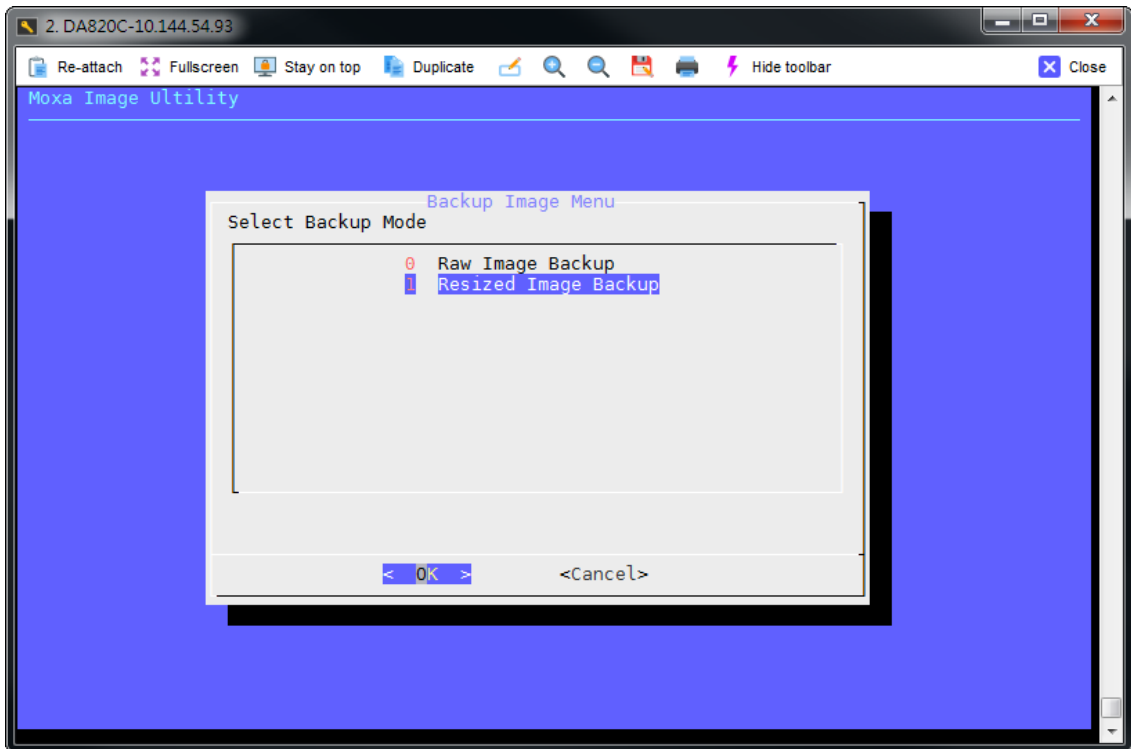 2. DA820C-10.144.54.93
Re-attach Fullscreen Stay on top Duplicate Hide toolbar Close
Moxa Image Ultility
Backup Image Menu
Select Backup Mode
0 Raw Image Backup
1 Resized Image Backup
< OK > <Cancel>